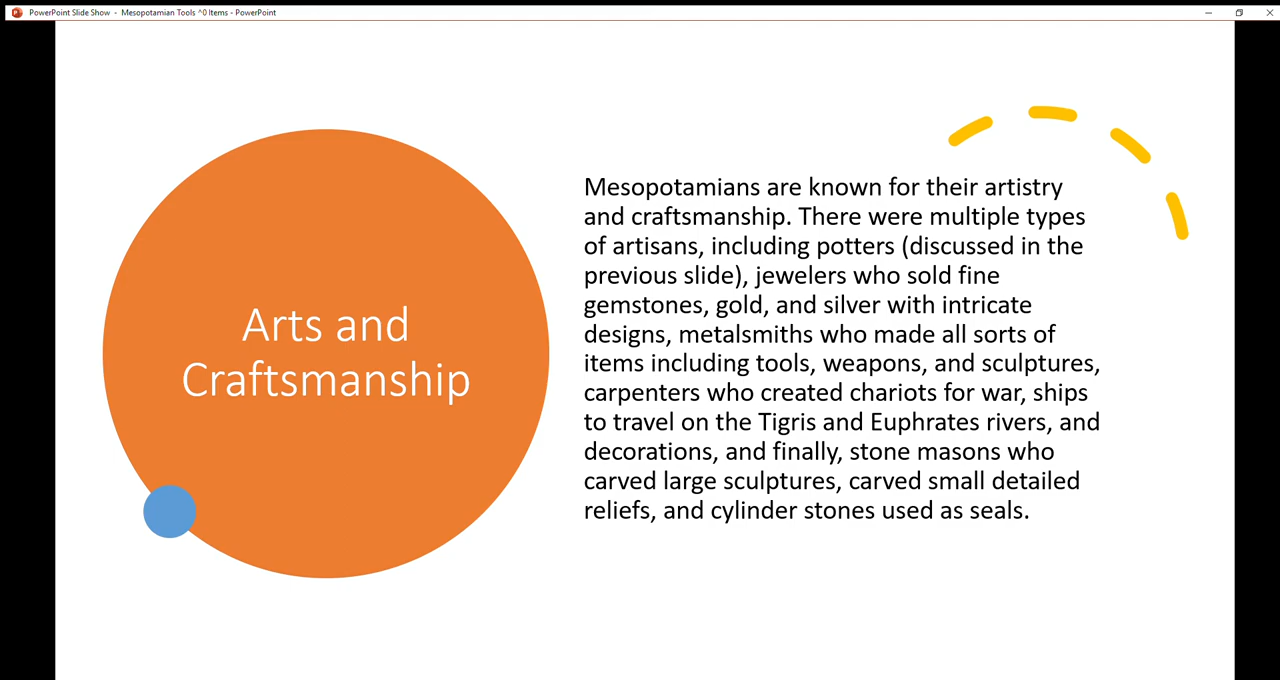 PowerPoint Slide Show - Mesopotamian Tools ^0 Items - PowerPoint
Arts and
Craftsmanship
Mesopotamians are known for their artistry
and craftsmanship. There were multiple types
of artisans, including potters (discussed in the
previous slide), jewelers who sold fine
gemstones, gold, and silver with intricate
designs, metalsmiths who made all sorts of
items including tools, weapons, and sculptures,
carpenters who created chariots for war, ships
to travel on the Tigris and Euphrates rivers, and
decorations, and finally, stone masons who
carved large sculptures, carved small detailed
reliefs, and cylinder stones used as seals.